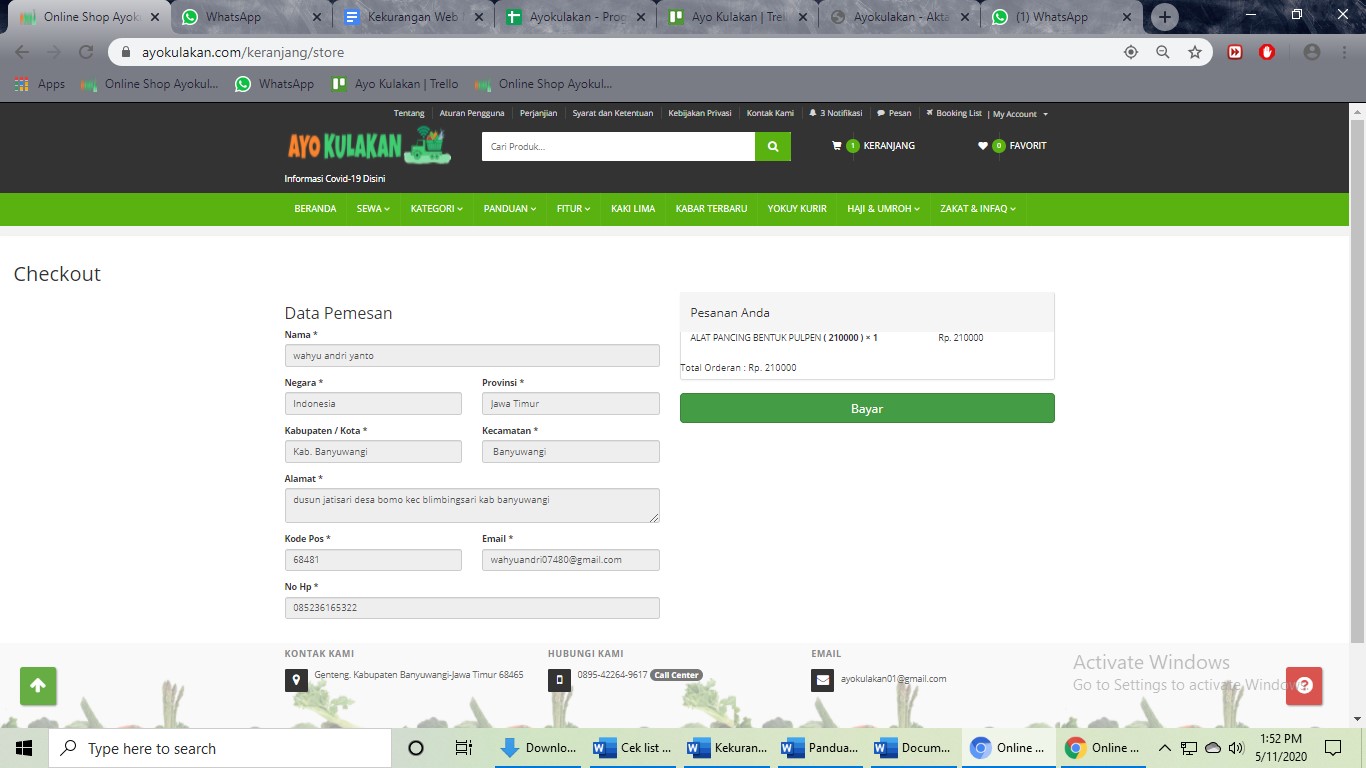 Online Shop Ayok
WhatsApp
Kekurangan Web
Ayokulakan - Prog
Ayo Kulakan | Trel
Ayokulakan - Akta
(1) WhatsApp
ayokulakan.com/keranjang/store
Apps
Online Shop Ayokul...
WhatsApp
Ayo Kulakan | Trello
Online Shop Ayokul...
Tentang
Aturan Pengguna
Perjanjian
Syarat dan Ketentuan
Kebijakan Privasi
Kontak Kami
3 Notifikasi
Pesan
Booking List
| My Account
AYO KULAKAN
Cari Produk...
1 KERANJANG
0 FAVORIT
Informasi Covid-19 Disini
BERANDA
SEWA
KATEGORI
PANDUAN
FITUR
KAKI LIMA
KABAR TERBARU
YOKUY KURIR
HAJI & UMROH
ZAKAT & INFAQ
Checkout
Data Pemesan
Nama *
wahyu andri yanto
Negara *
Provinsi *
Indonesia
Jawa Timur
Kabupaten / Kota *
Kecamatan *
Kab. Banyuwangi
Banyuwangi
Alamat *
dusun jatisari desa bomo kec blimbingsari kab banyuwangi
Kode Pos *
Email *
68481
wahyuandri07480@gmail.com
No Hp *
085236165322
Pesanan Anda
ALAT PANCING BENTUK PULPEN ( 210000 ) × 1
Rp. 210000
Total Orderan : Rp. 210000
Bayar
KONTAK KAMI
Genteng, Kabupaten Banyuwangi-Jawa Timur 68465
HUBUNGI KAMI
0895-42264-9617 Call Center
EMAIL
ayokulakan01@gmail.com
Activate Windows
Go to Settings to activate Windows.
Type here to search
Downlo...
Cek list ...
Kekuran...
Pandua...
Docum...
Online ...
Online ...
1:52 PM
5/11/2020